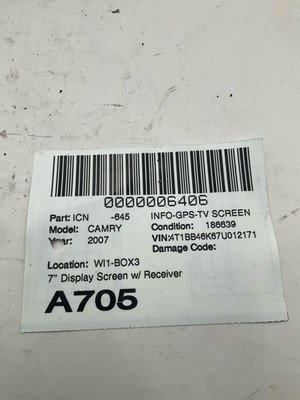 0000006406
Part: ICN -645 INFO-GPS-TV SCREEN
Model: CAMRY Condition: 186639
Year: 2007 VIN:4T1BB46K67U012171
Damage Code:
Location: WI1-BOX3
7" Display Screen w/ Receiver
A705